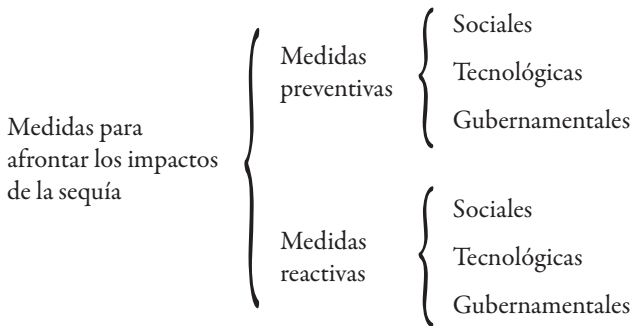 Medidas para
afrontar los impactos
de la sequía
Medidas
preventivas
Sociales
Tecnológicas
Gubernamentales
Medidas
reactivas
Sociales
Tecnológicas
Gubernamentales